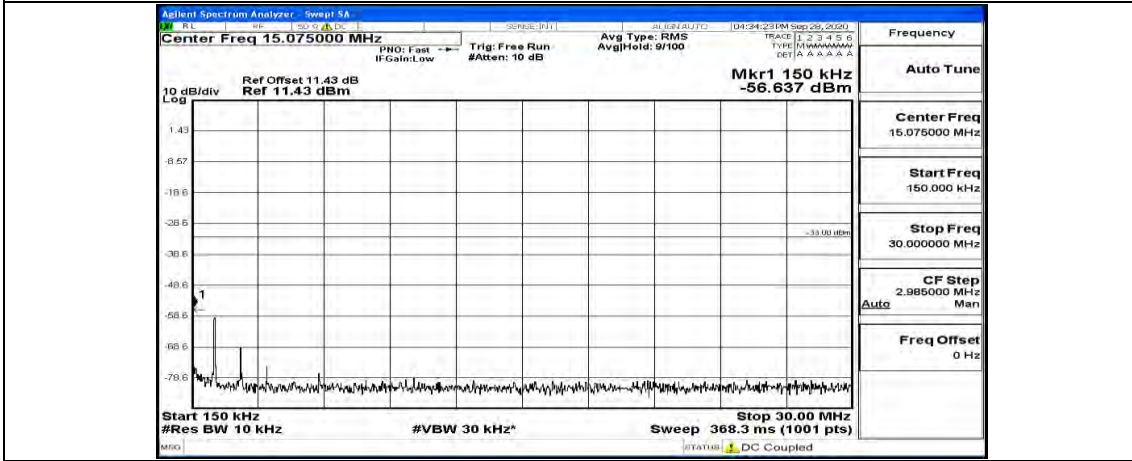 Agilent Spectrum Analyzer - Swept SA
RL RF 50 Ω DC SENSE:INT ALIGN AUTO 04:34:23 PM Sep 28, 2020
Center Freq 15.075000 MHz
PNO: Fast
IFGain:Low
Trig: Free Run
#Atten: 10 dB
Avg Type: RMS
Avg|Hold: 9/100
TRACE 1 2 3 4 5 6
TYPE M WWWWW
DET A A A A A A
Frequency
Auto Tune
Ref Offset 11.43 dB
10 dB/div Ref 11.43 dBm
Log
Mkr1 150 kHz
-56.637 dBm
1.43
-8.57
-18.6
-28.6
-33.00 dBm
-38.6
-48.6
1
-58.6
-68.6
-78.6
Center Freq
15.075000 MHz
Start Freq
150.000 kHz
Stop Freq
30.000000 MHz
CF Step
2.985000 MHz
Auto Man
Freq Offset
0 Hz
Start 150 kHz Stop 30.00 MHz
#Res BW 10 kHz #VBW 30 kHz* Sweep 368.3 ms (1001 pts)
MSG STATUS DC Coupled